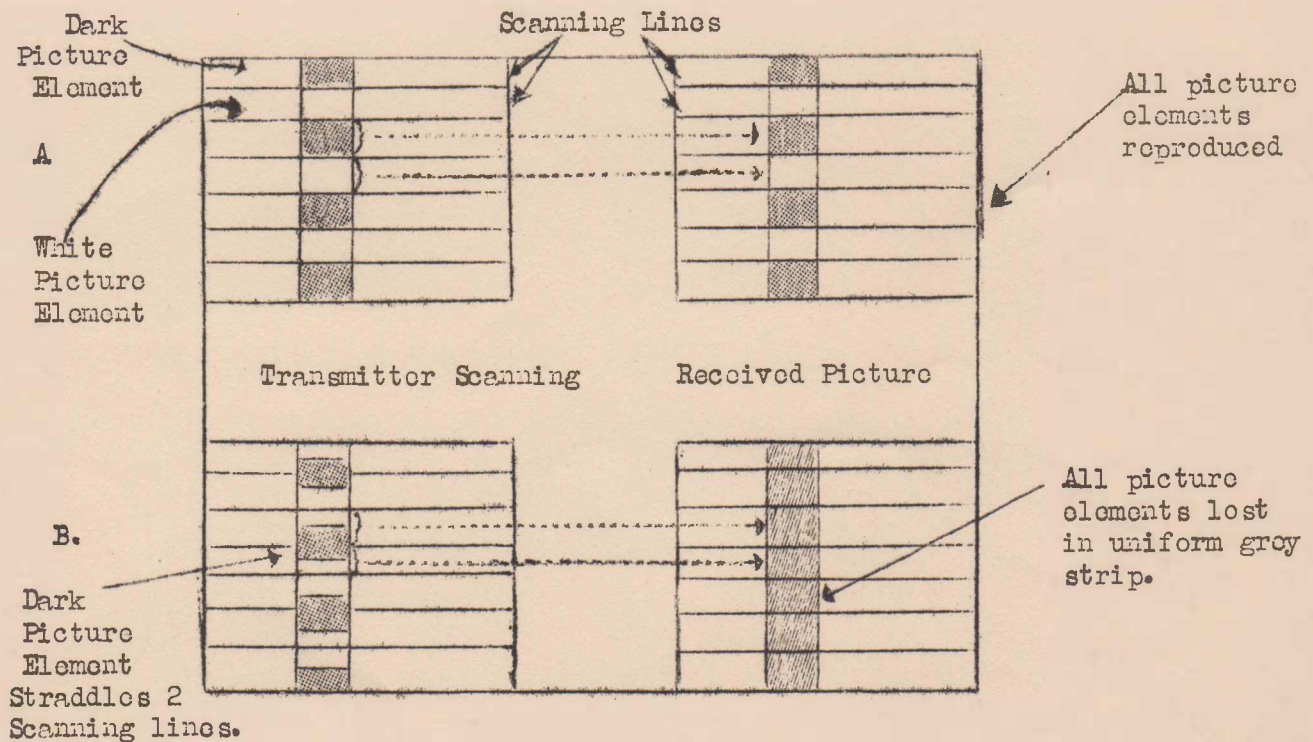 Dark
Picture
Element
Scanning Lines
All picture
elements
reproduced
A
White
Picture
Element
Transmitter Scanning
Received Picture
B.
All picture
elements lost
in uniform grey
strip.
Dark
Picture
Element
Straddles 2
Scanning lines.